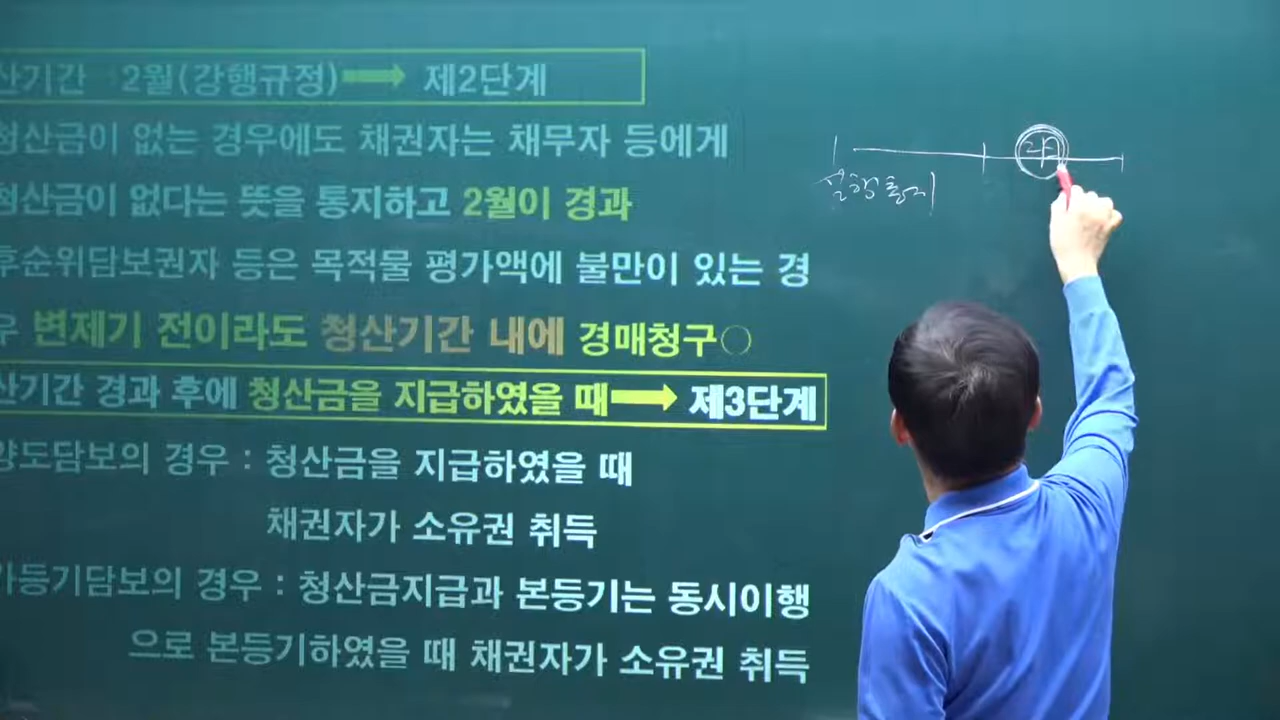 산기간 2월(강행규정)➡ 제2단계
청산금이 없는 경우에도 채권자는 채무자 등에게
청산금이 없다는 뜻을 통지하고 2월이 경과
후순위담보권자 등은 목적물 평가액에 불만이 있는 경
우 변제기 전이라도 청산기간 내에 경매청구○
산기간 경과 후에 청산금을 지급하였을 때➡ 제3단계
양도담보의 경우 : 청산금을 지급하였을 때
채권자가 소유권 취득
가등기담보의 경우 : 청산금지급과 본등기는 동시이행
으로 본등기하였을 때 채권자가 소유권 취득
2月
실행통지